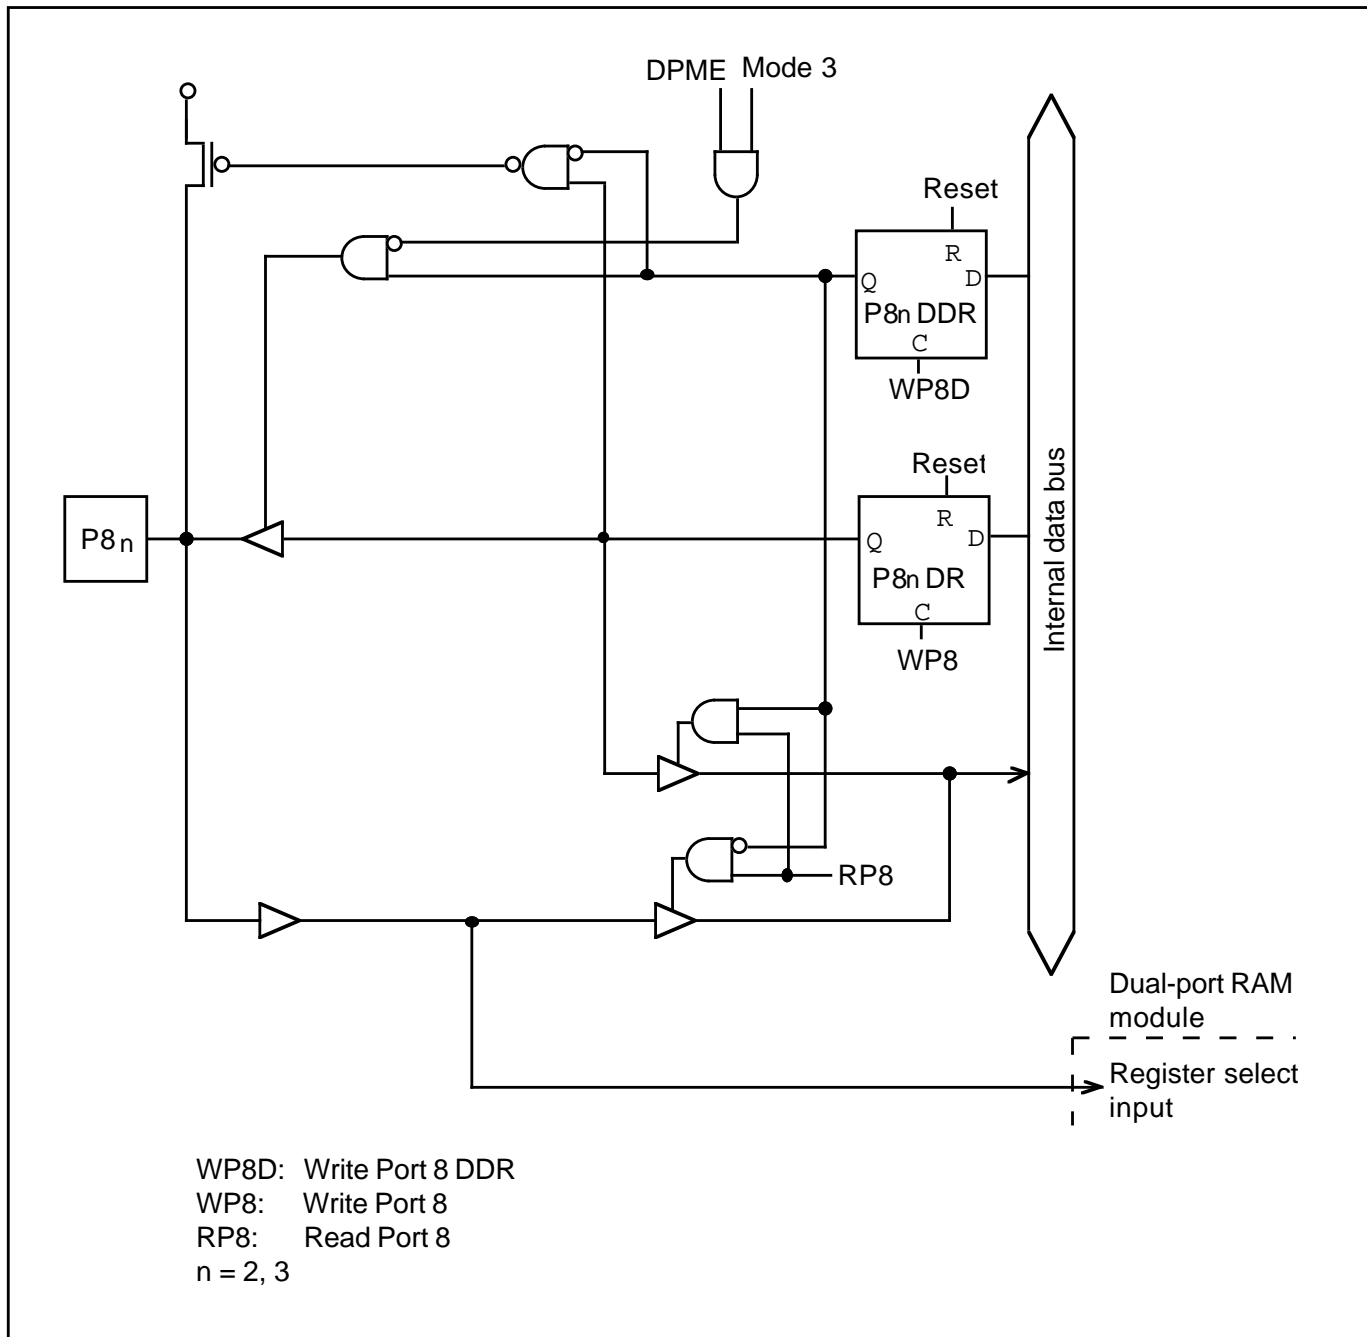 DPME Mode 3
Reset
R
Q D
P8n DDR
C
WP8D
Reset
R
Q D
P8n DR
C
WP8
P8n
Internal data bus
RP8
Dual-port RAM
module
Register select
input
WP8D: Write Port 8 DDR
WP8: Write Port 8
RP8: Read Port 8
n = 2, 3